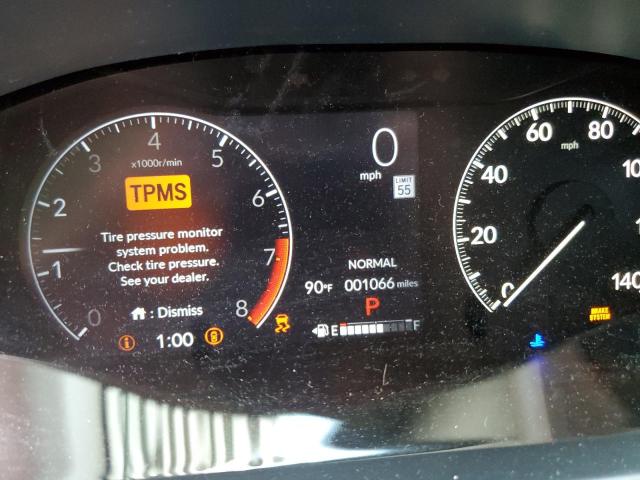 4
3
5
x1000r/min
TPMS
2
6
Tire pressure monitor
system problem.
Check tire pressure.
See your dealer.
1
7
: Dismiss
0
8
1:00
0
mph
LIMIT
55
NORMAL
90°F 001066 miles
P
E F
60
80
mph
40
20
0
140
BRAKE
SYSTEM